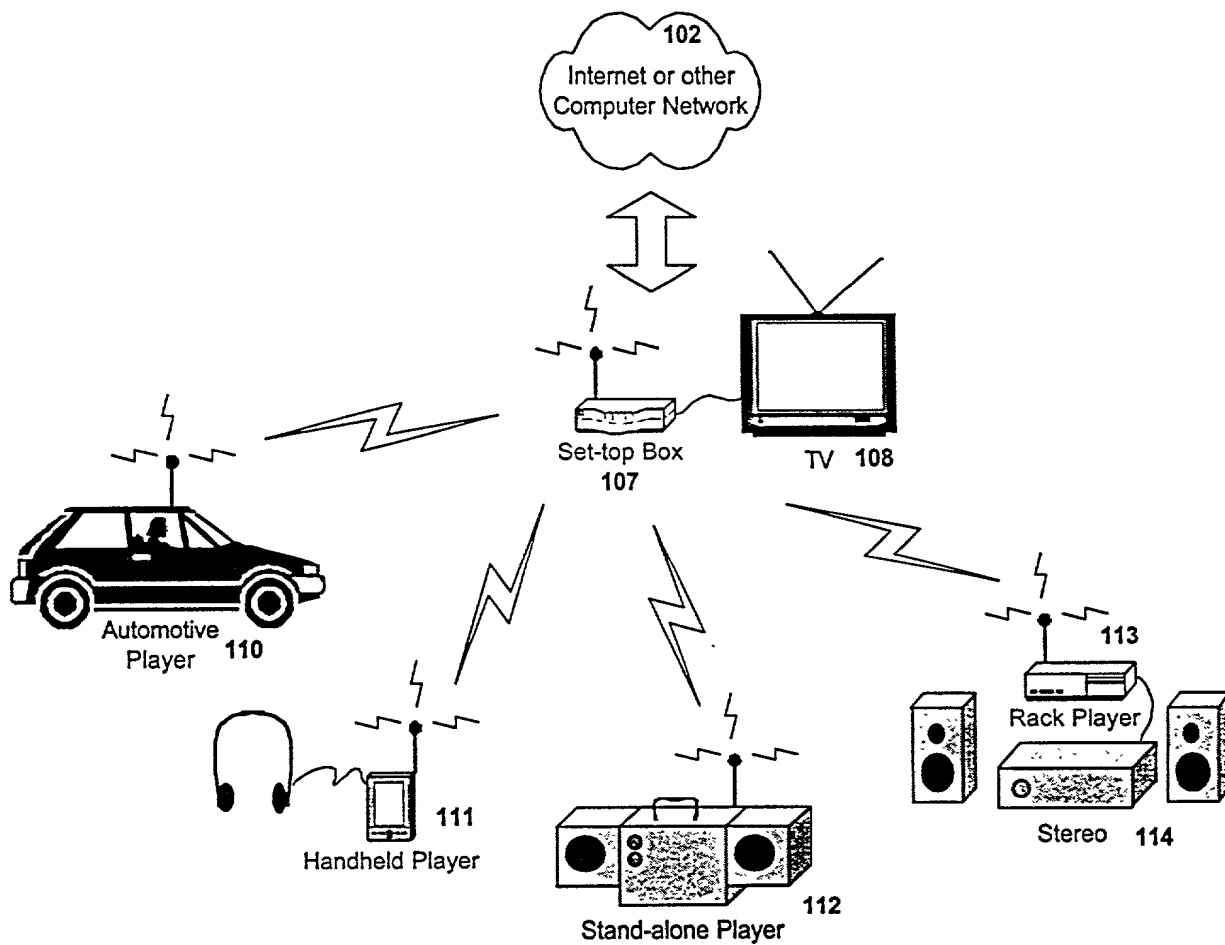 102
Internet or other
Computer Network
Set-top Box
107
TV 108
Automotive
Player 110
113
Rack Player
111
Handheld Player
Stereo 114
112
Stand-alone Player